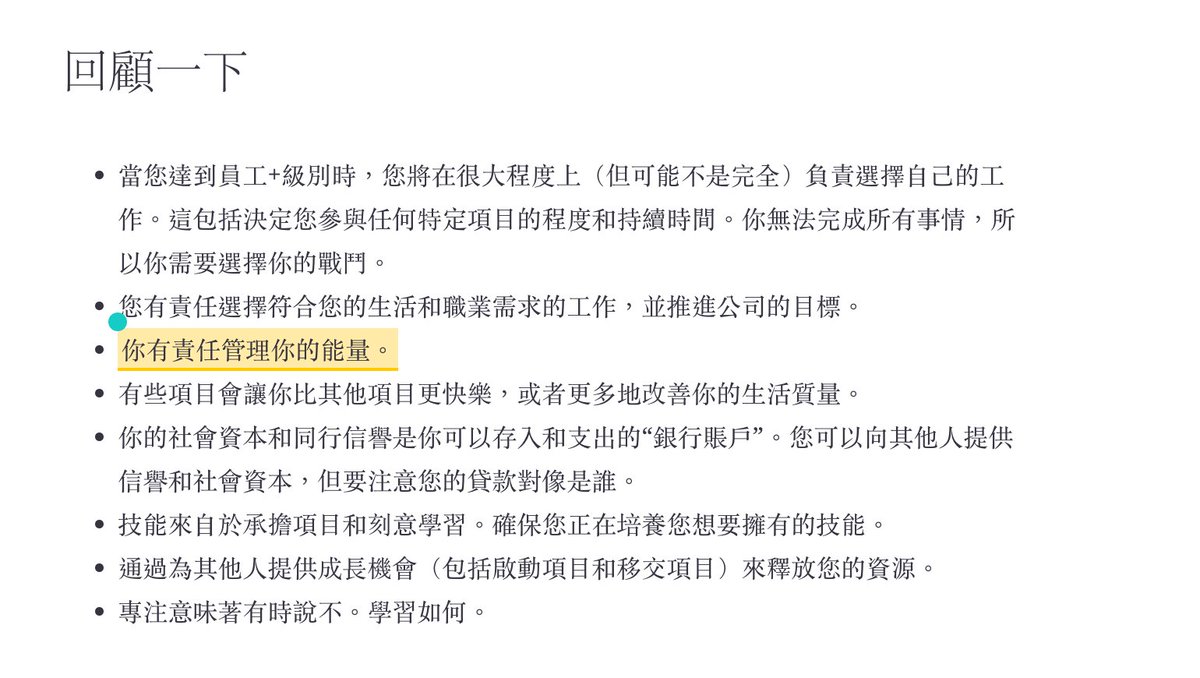 回顧一下
• 當您達到員工+級別時，您將在很大程度上（但可能不是完全）負責選擇自己的工
作。這包括決定您參與任何特定項目的程度和持續時間。你無法完成所有事情，所
以你需要選擇你的戰鬥。
• 您有責任選擇符合您的生活和職業需求的工作，並推進公司的目標。
• 你有責任管理你的能量。
• 有些項目會讓你比其他項目更快樂，或者更多地改善你的生活質量。
• 你的社會資本和同行信譽是你可以存入和支出的“銀行賬戶”。您可以向其他人提供
信譽和社會資本，但要注意您的貸款對像是誰。
• 技能來自於承擔項目和刻意學習。確保您正在培養您想要擁有的技能。
• 通過為其他人提供成長機會（包括啟動項目和移交項目）來釋放您的資源。
• 專注意味著有時說不。學習如何。